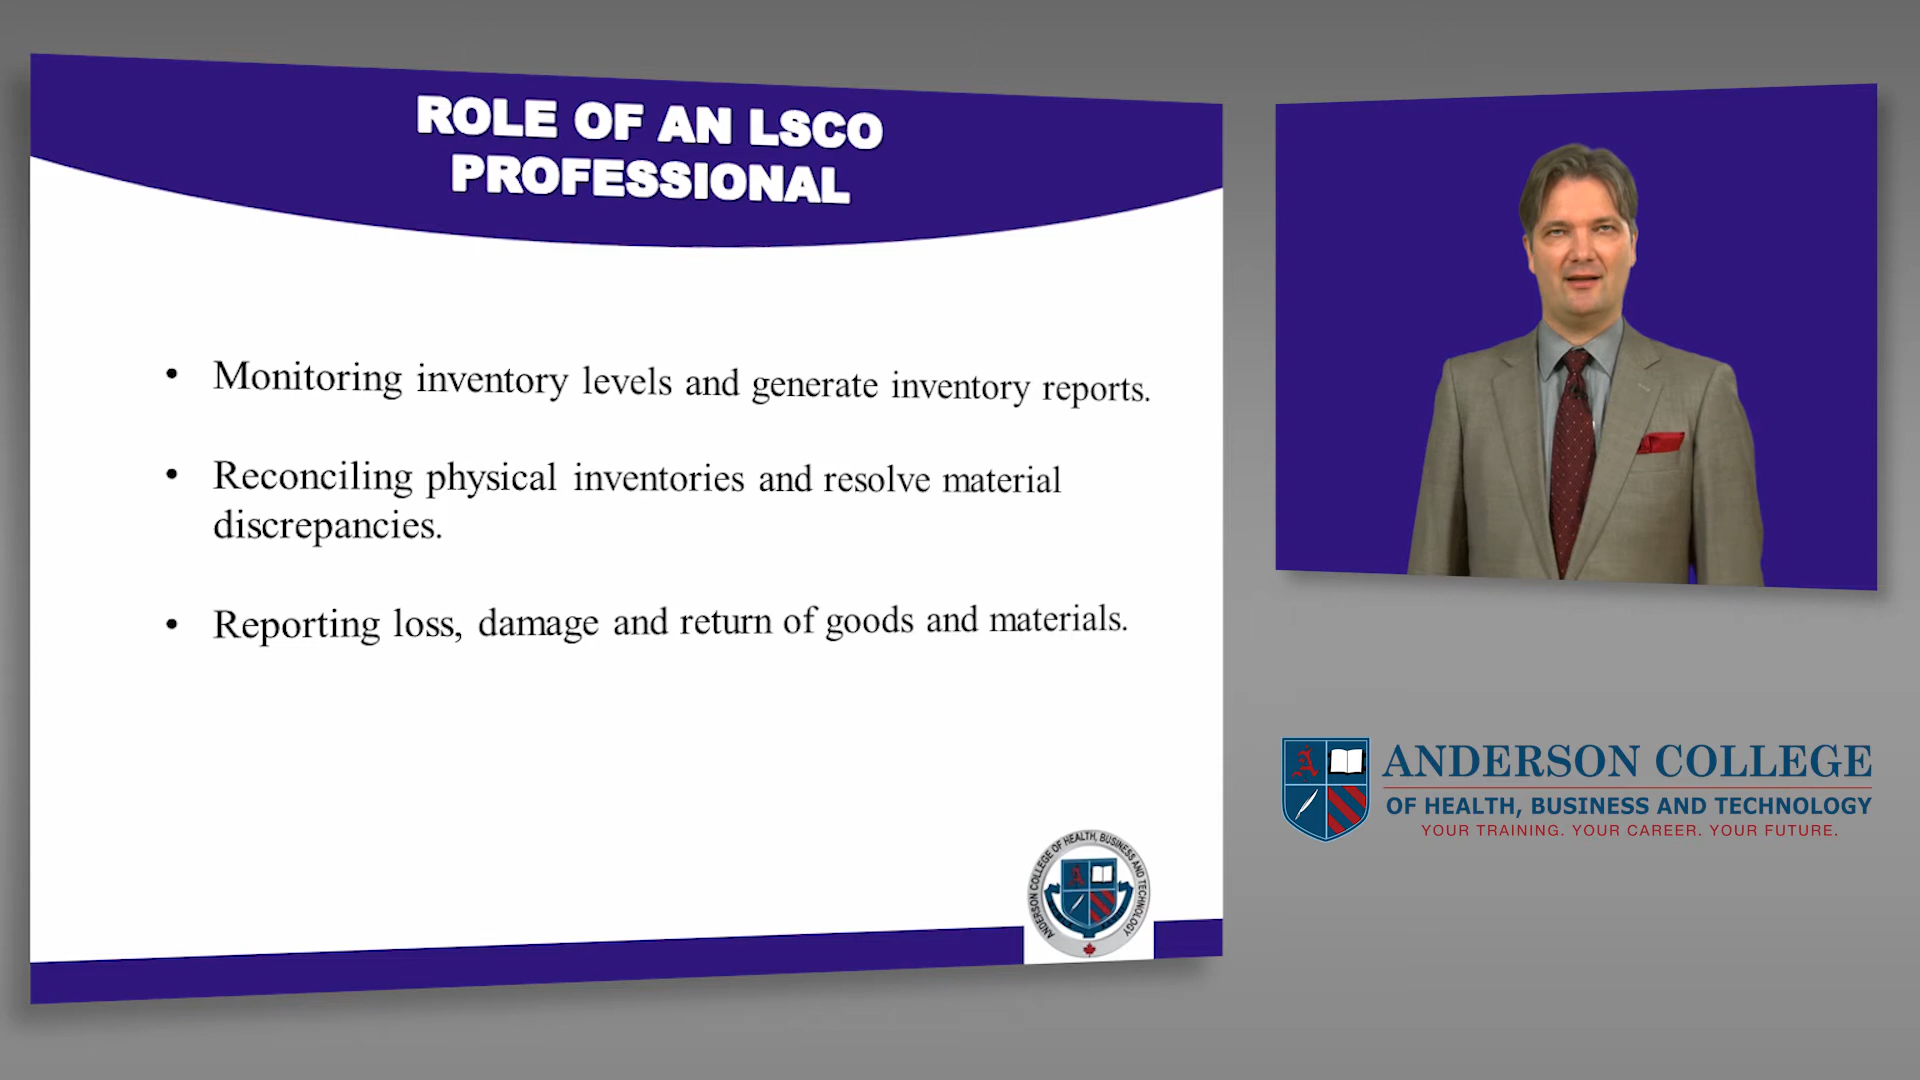 ROLE OF AN LSCO
PROFESSIONAL
• Monitoring inventory levels and generate inventory reports.
• Reconciling physical inventories and resolve material
discrepancies.
• Reporting loss, damage and return of goods and materials.
ANDERSON COLLEGE OF HEALTH, BUSINESS AND TECHNOLOGY
A
A
ANDERSON COLLEGE
OF HEALTH, BUSINESS AND TECHNOLOGY
YOUR TRAINING. YOUR CAREER. YOUR FUTURE.